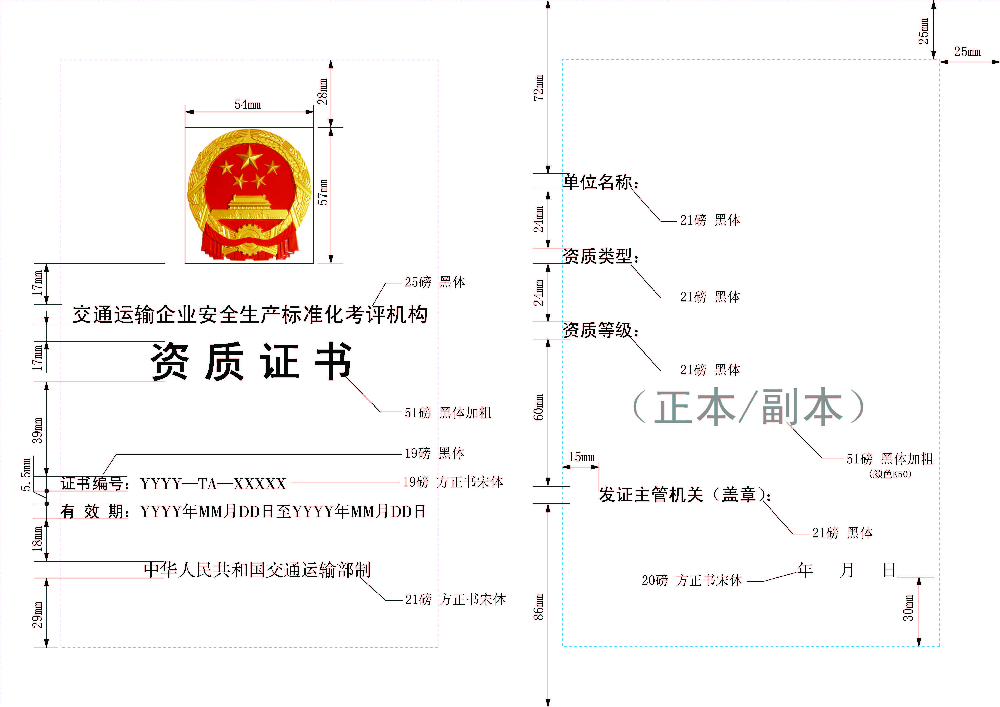 54mm
28mm
57mm
17mm
25磅 黑体
交通运输企业安全生产标准化考评机构
17mm
资质证书
51磅 黑体加粗
39mm
19磅 黑体
5.5mm
证书编号：YYYY—TA—XXXXX
19磅 方正书宋体
有 效 期：YYYY年MM月DD日至YYYY年MM月DD日
18mm
中华人民共和国交通运输部制
21磅 方正书宋体
29mm
25mm
25mm
72mm
单位名称：
21磅 黑体
24mm
资质类型：
21磅 黑体
24mm
资质等级：
21磅 黑体
60mm
（正本/副本）
51磅 黑体加粗
(颜色K50)
15mm
发证主管机关（盖章）：
21磅 黑体
年 月 日
20磅 方正书宋休
86mm
30mm